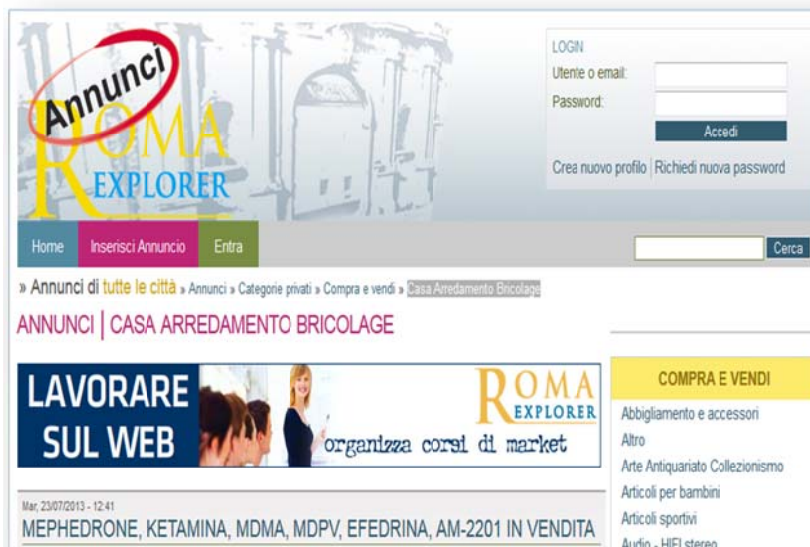 Annunci
ROMA
EXPLORER
LOGIN
Utente o email:
Password:
Accedi
Crea nuovo profilo | Richiedi nuova password
Home Inserisci Annuncio Entra
Cerca
» Annunci di tutte le città » Annunci » Categorie privati » Compra e vendi » Casa Arredamento Bricolage
ANNUNCI | CASA ARREDAMENTO BRICOLAGE
LAVORARE
SUL WEB
ROMA
EXPLORER
organizza corsi di market
Mar, 23/07/2013 - 12:41
MEPHEDRONE, KETAMINA, MDMA, MDPV, EFEDRINA, AM-2201 IN VENDITA
COMPRA E VENDI
Abbigliamento e accessori
Altro
Arte Antiquariato Collezionismo
Articoli per bambini
Articoli sportivi
Audio - HIFI stereo